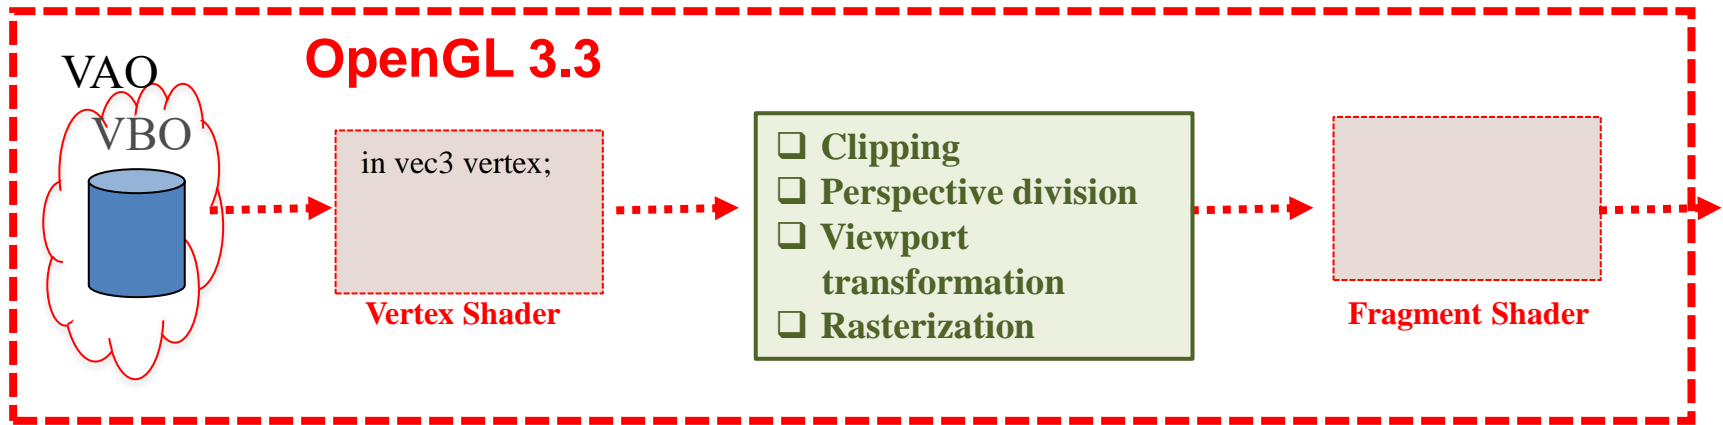 OpenGL 3.3
VAO
VBO
in vec3 vertex;
Vertex Shader
❑ Clipping
❑ Perspective division
❑ Viewport
transformation
❑ Rasterization
Fragment Shader